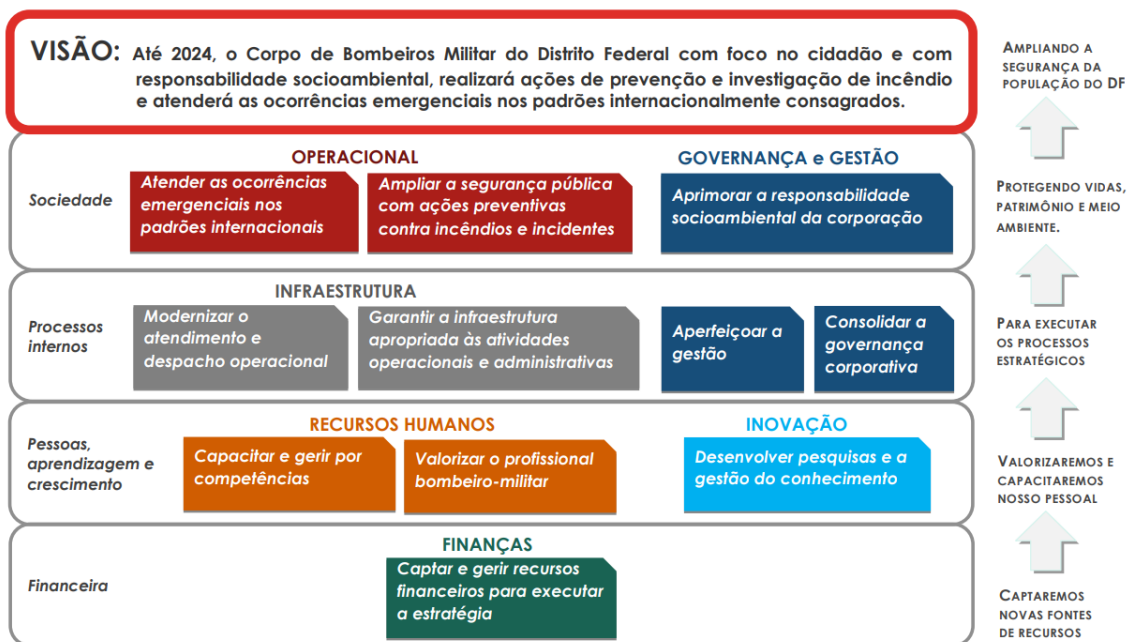 VISÃO: Até 2024, o Corpo de Bombeiros Militar do Distrito Federal com foco no cidadão e com
responsabilidade socioambiental, realizará ações de prevenção e investigação de incêndio
e atenderá as ocorrências emergenciais nos padrões internacionalmente consagrados.
AMPLIANDO A
SEGURANÇA DA
POPULAÇÃO DO DF
Sociedade
OPERACIONAL
Atender as ocorrências
emergenciais nos
padrões internacionais
Ampliar a segurança pública
com ações preventivas
contra incêndios e incidentes
GOVERNANÇA e GESTÃO
Aprimorar a responsabilidade
socioambiental da corporação
PROTEGENDO VIDAS,
PATRIMÔNIO E MEIO
AMBIENTE.
Processos
internos
INFRAESTRUTURA
Modernizar o
atendimento e
despacho operacional
Garantir a infraestrutura
apropriada às atividades
operacionais e administrativas
Aperfeiçoar a
gestão
Consolidar a
governança
corporativa
PARA EXECUTAR
OS PROCESSOS
ESTRATÉGICOS
Pessoas,
aprendizagem e
crescimento
RECURSOS HUMANOS
Capacitar e gerir por
competências
Valorizar o profissional
bombeiro-militar
INOVAÇÃO
Desenvolver pesquisas e a
gestão do conhecimento
VALORIZAREMOS E
CAPACITAREMOS
NOSSO PESSOAL
Financeira
FINANÇAS
Captar e gerir recursos
financeiros para executar
a estratégia
CAPTAREMOS
NOVAS FONTES
DE RECURSOS